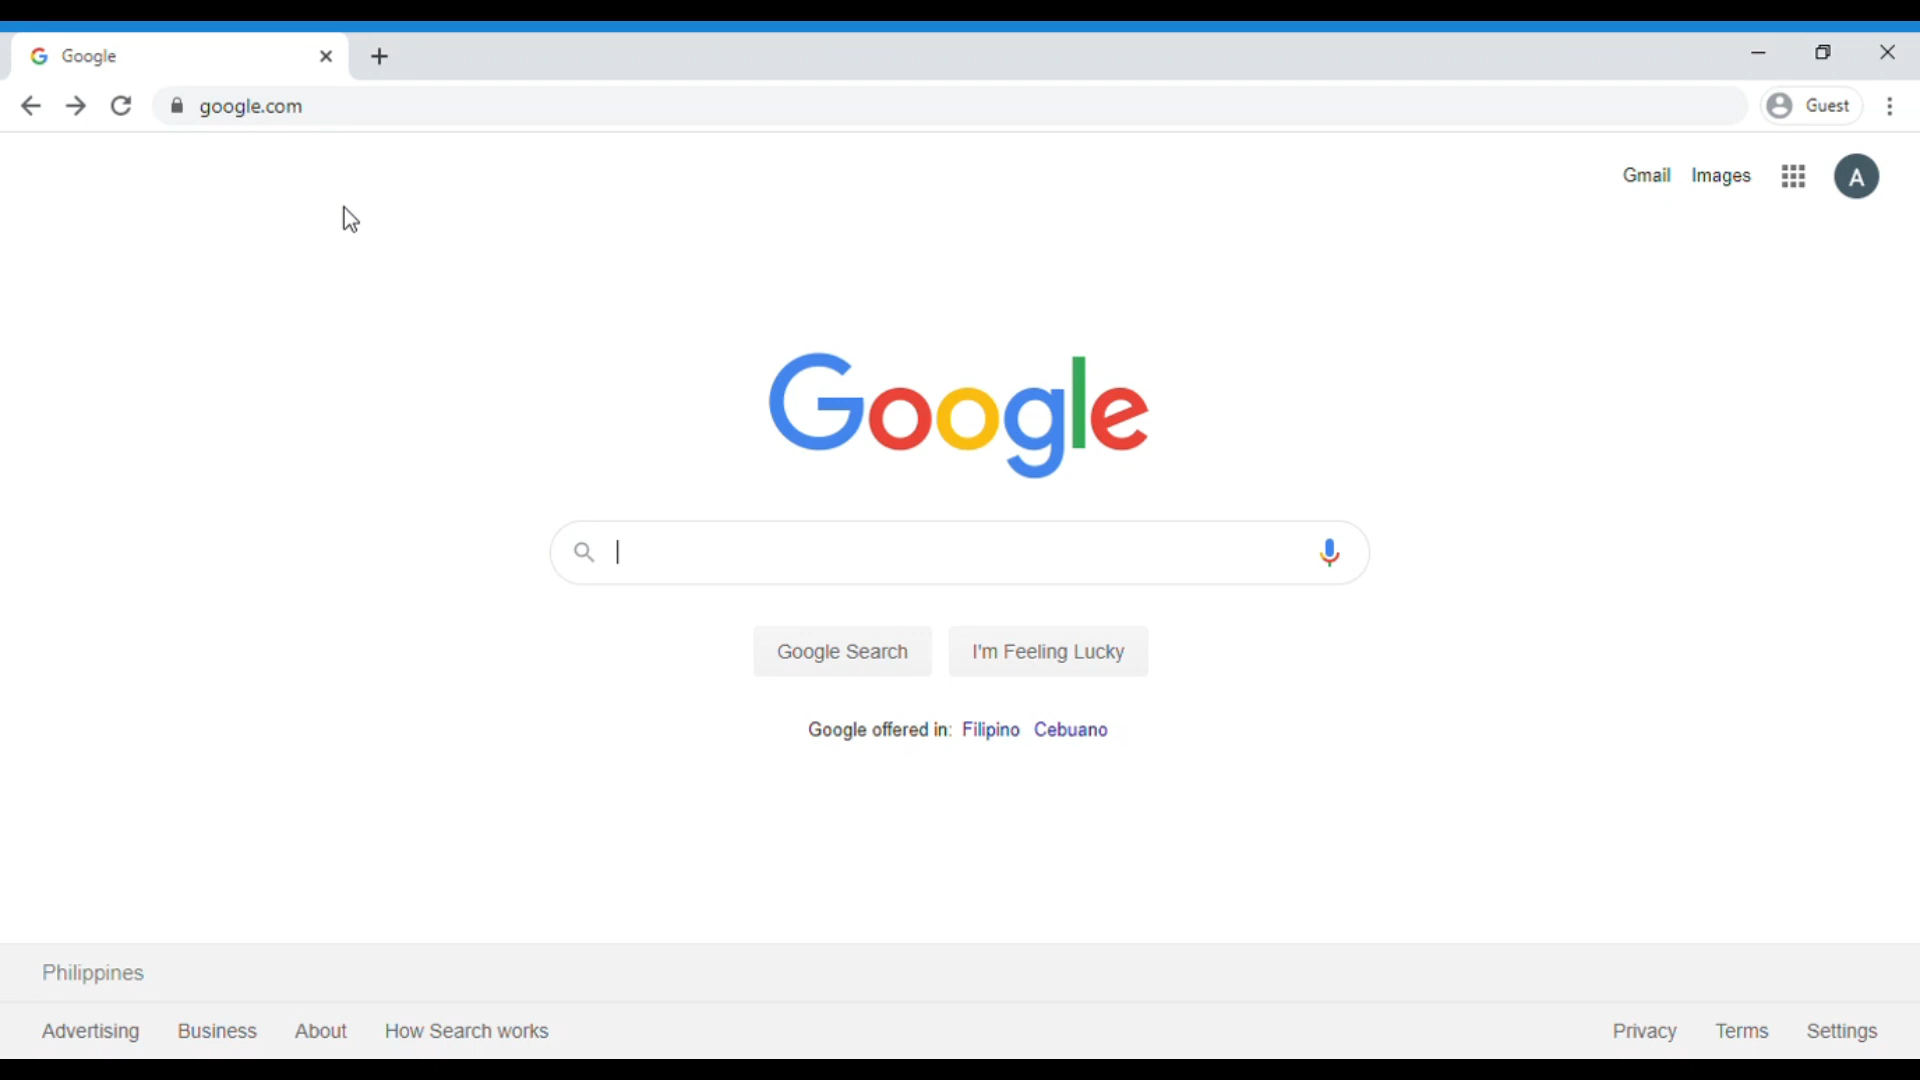 Google
google.com
Guest
Gmail Images
A
Google
Google Search I'm Feeling Lucky
Google offered in: Filipino Cebuano
Philippines
Advertising Business About How Search works Privacy Terms Settings